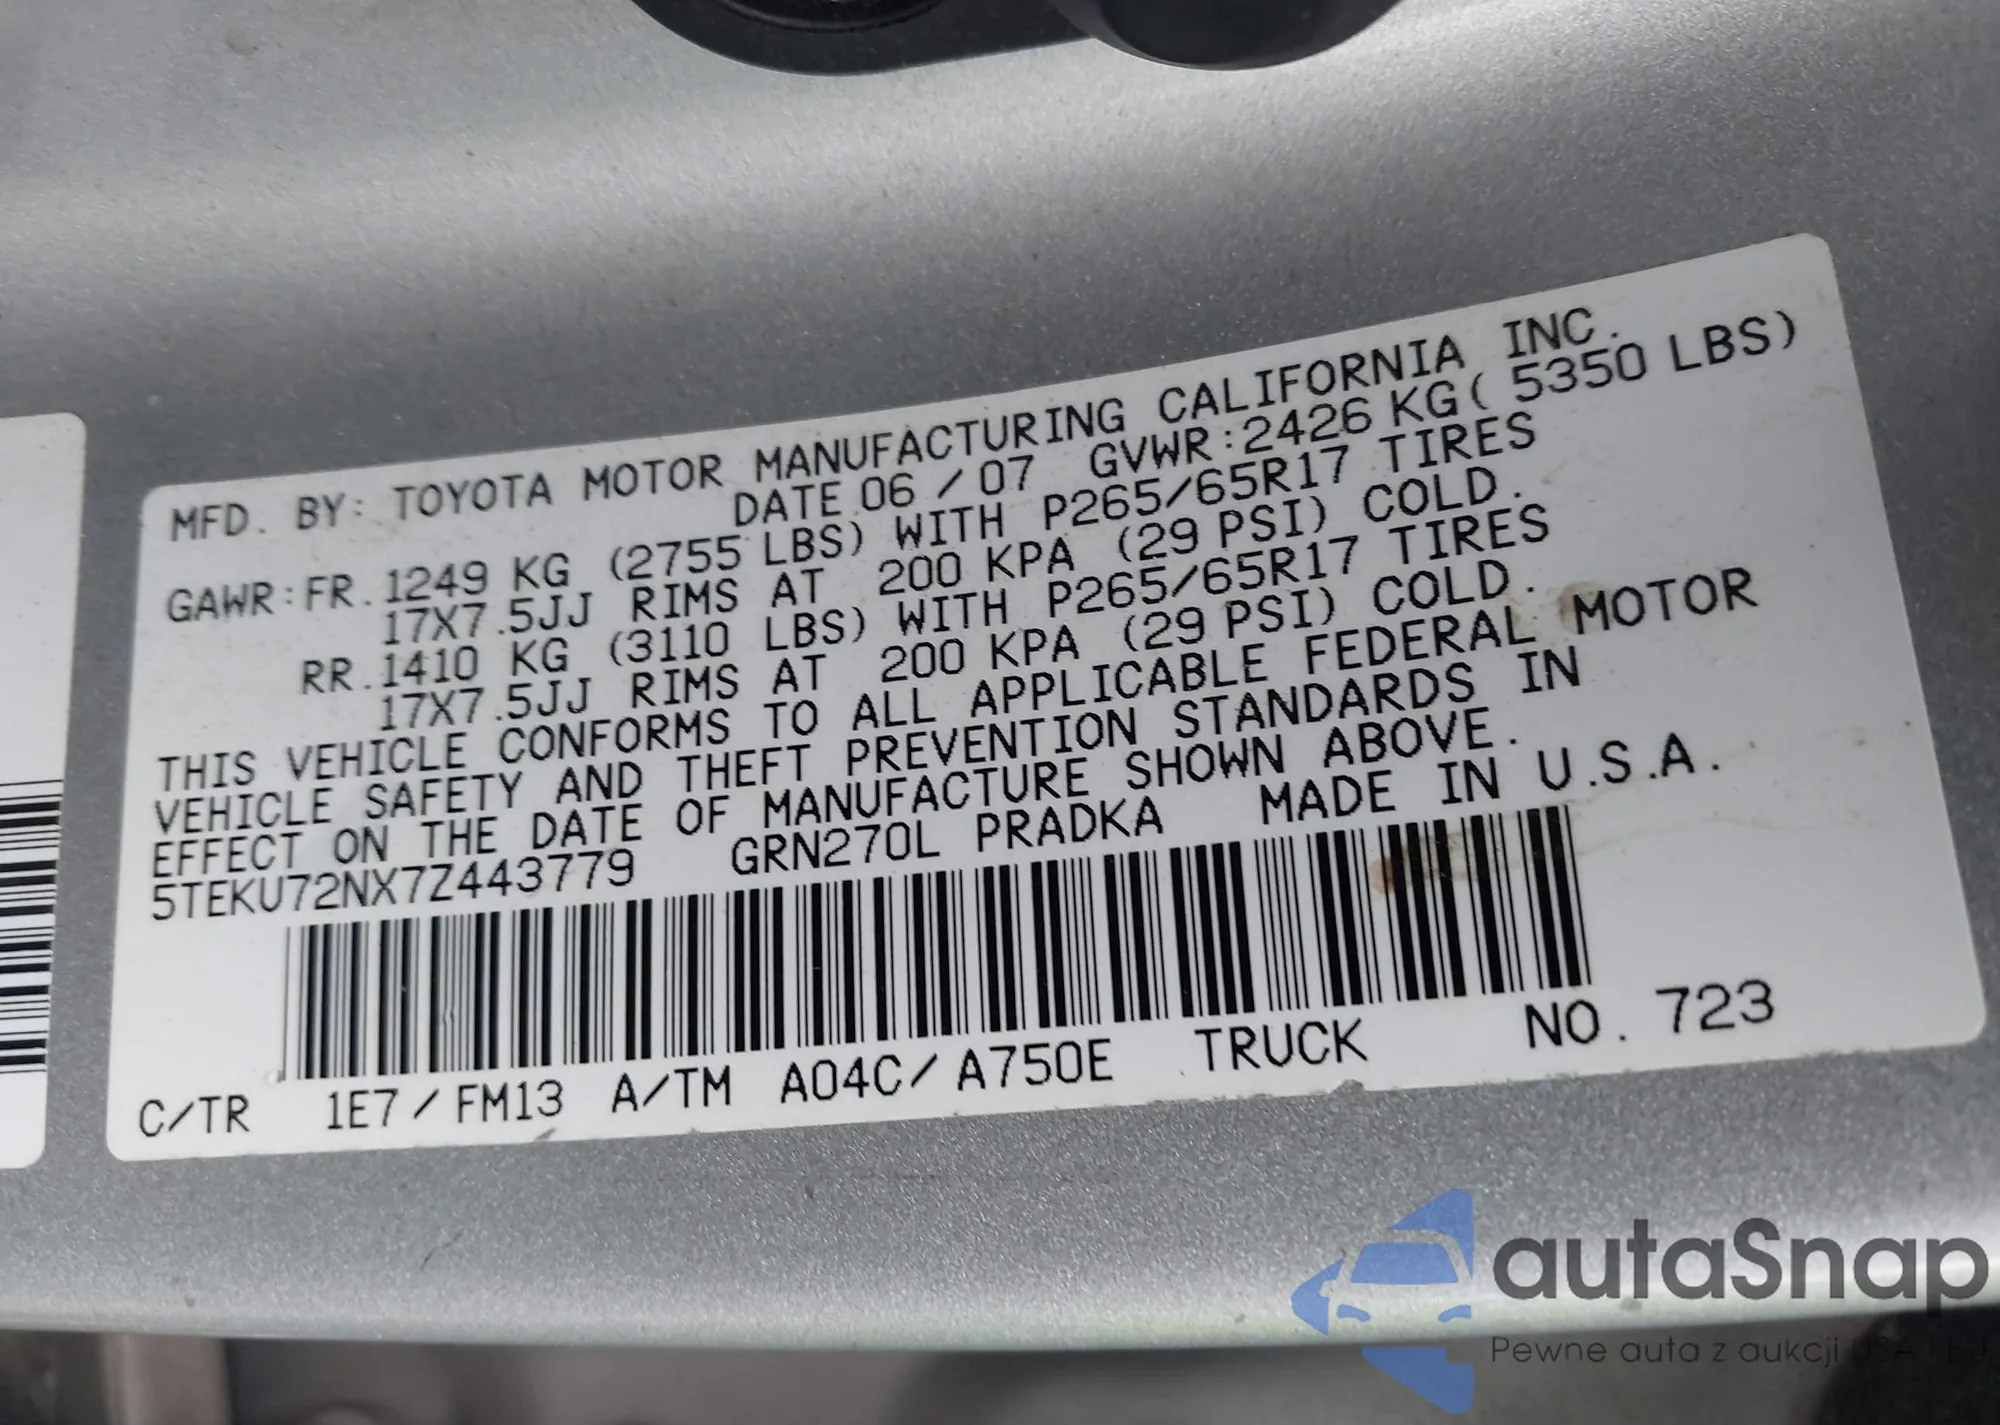 MFD. BY: TOYOTA MOTOR MANUFACTURING CALIFORNIA INC.
DATE 06 / 07 GVWR:2426 KG( 5350 LBS)
GAWR:FR.1249 KG (2755 LBS) WITH P265/65R17 TIRES
17X7.5JJ RIMS AT 200 KPA (29 PSI) COLD.
RR.1410 KG (3110 LBS) WITH P265/65R17 TIRES
17X7.5JJ RIMS AT 200 KPA (29 PSI) COLD.
THIS VEHICLE CONFORMS TO ALL APPLICABLE FEDERAL MOTOR
VEHICLE SAFETY AND THEFT PREVENTION STANDARDS IN
EFFECT ON THE DATE OF MANUFACTURE SHOWN ABOVE.
5TEKU72NX7Z443779 GRN270L PRADKA MADE IN U.S.A.
C/TR 1E7/FM13 A/TM A04C/A750E TRUCK NO. 723
autaSnap
Pewne auta z aukcji USA i EU